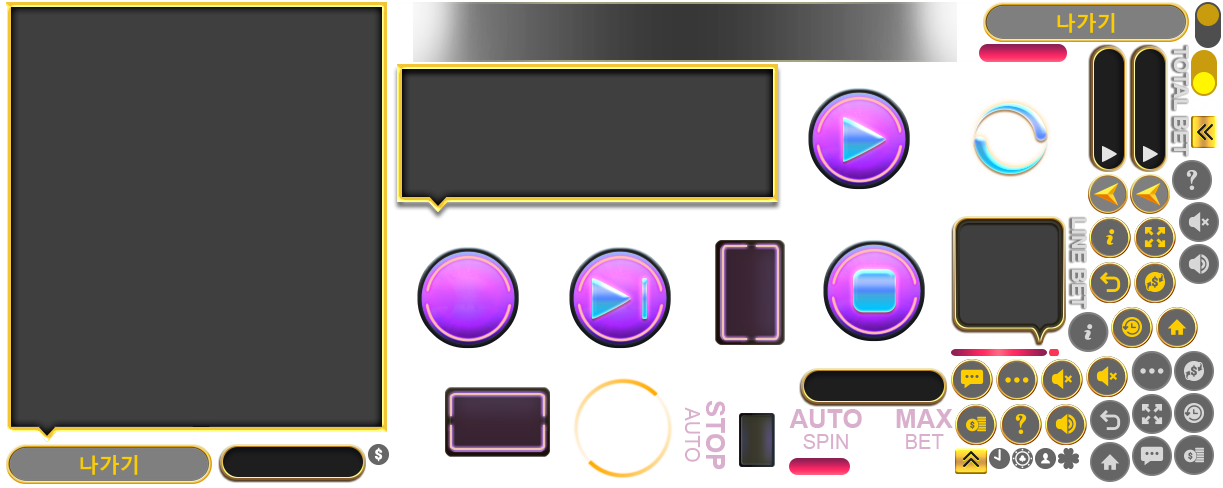 나가기
TOTAL BET
LINE BET
STOP
AUTO
AUTO
SPIN
MAX
BET
나가기
$